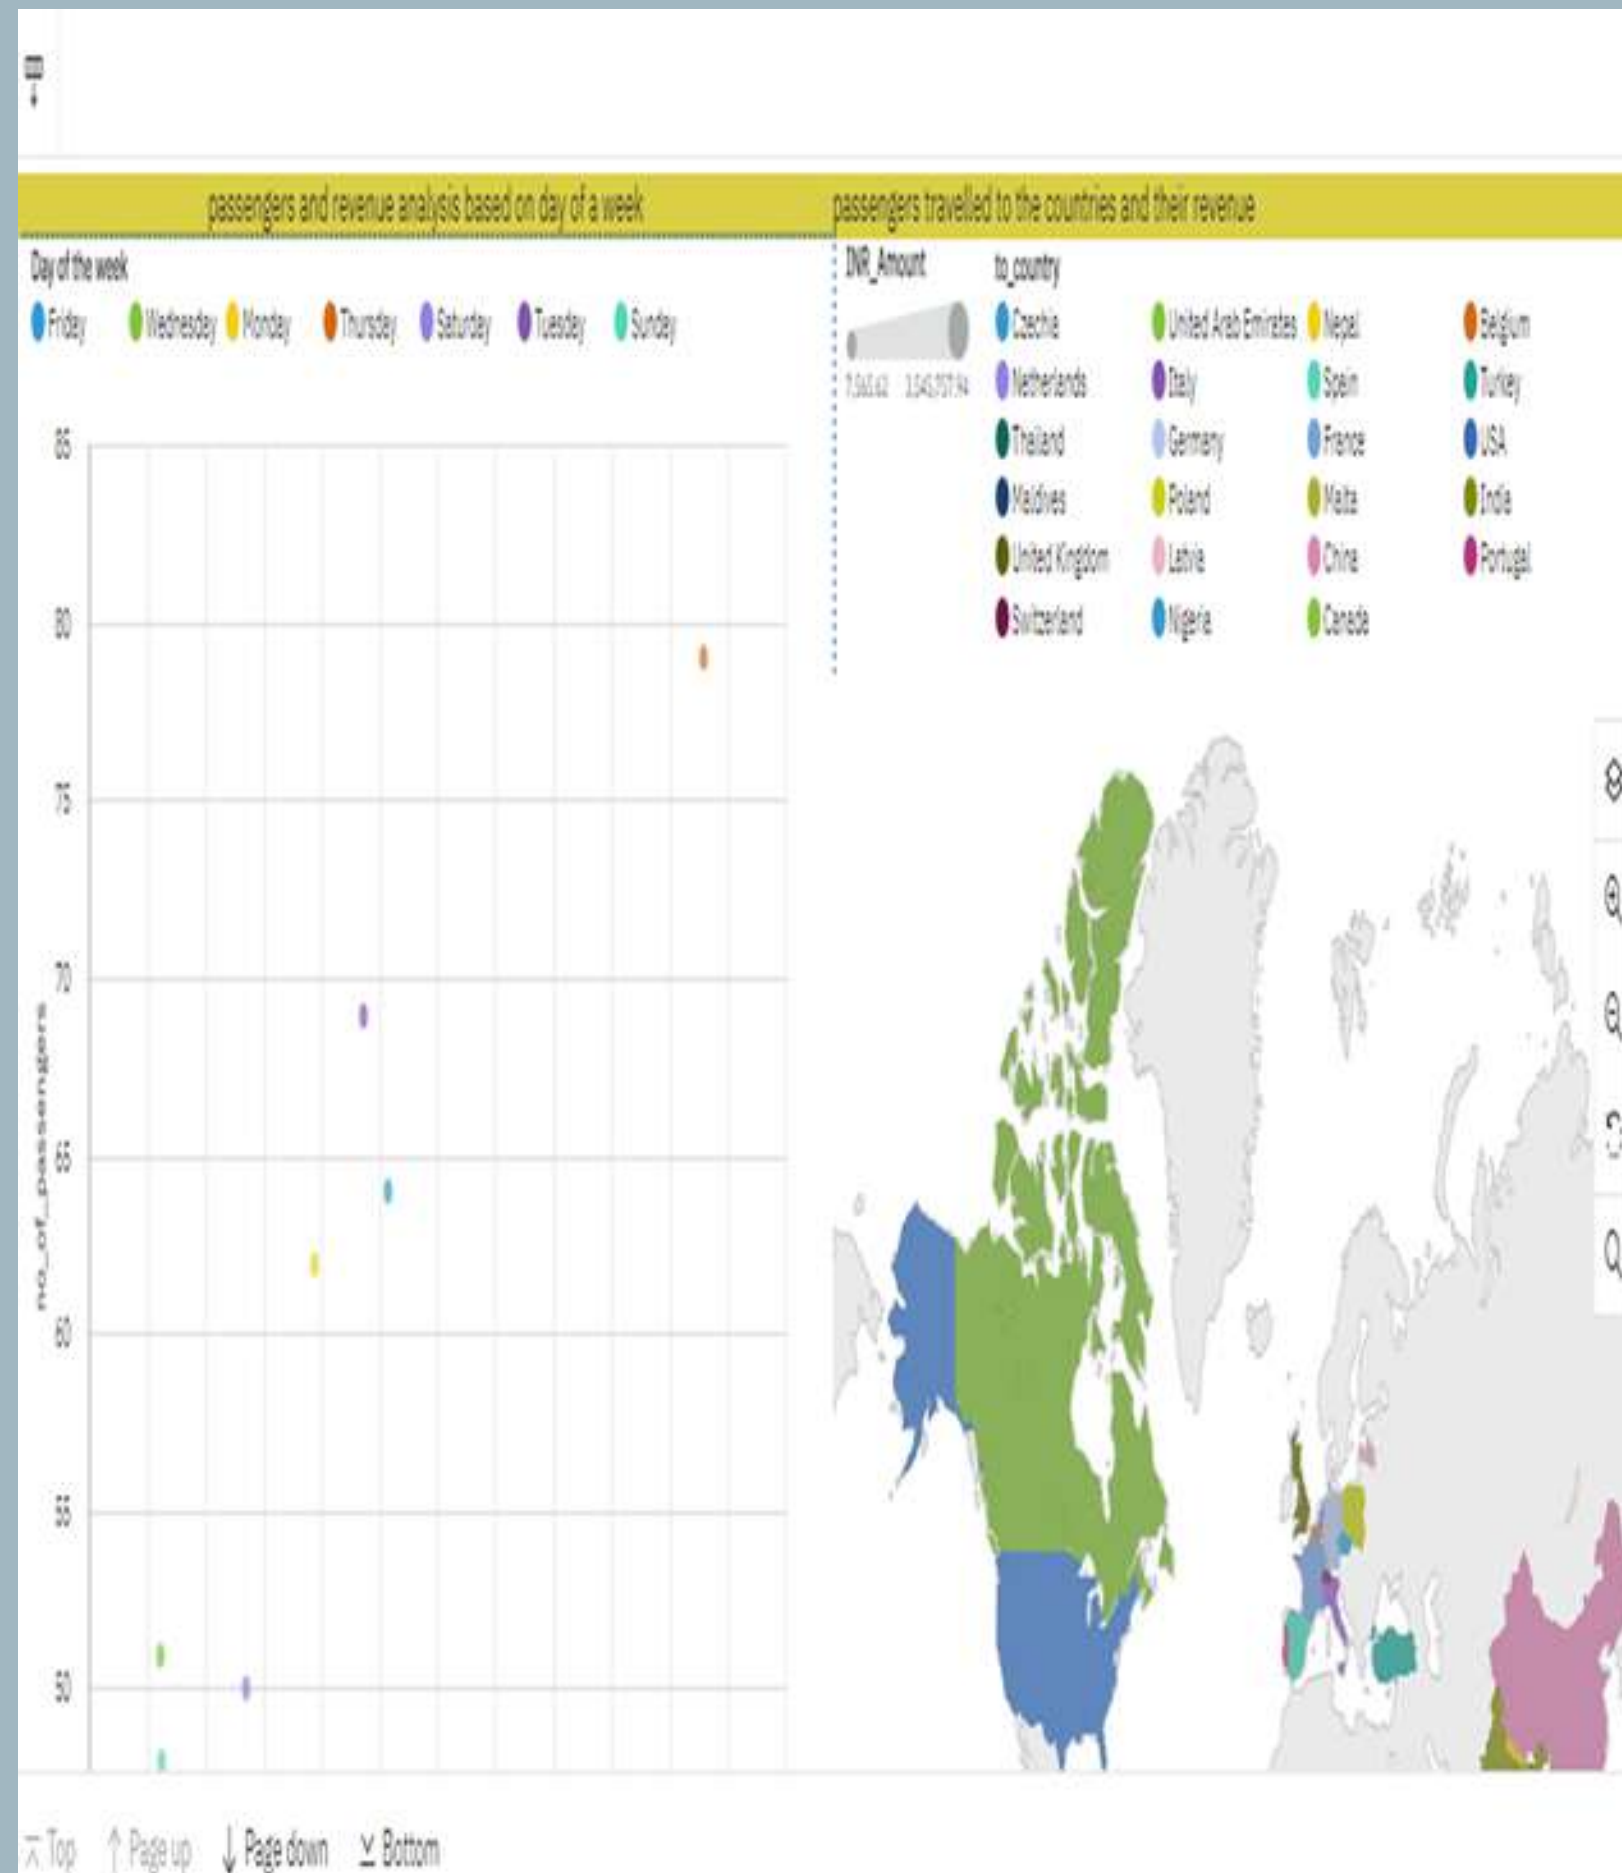 passengers and revenue analysis based on day of a week
Day of the week
Friday Wednesday Monday Thursday Saturday Tuesday Sunday
85
80
75
70
65
60
55
50
no_of_passengers
passengers travelled to the countries and their revenue
INR_Amount
to_country
Czechia United Arab Emirates Nepal Belgium
Netherlands Italy Spain Turkey
Thailand Germany France USA
Maldives Poland Malta India
United Kingdom Latvia China Portugal
Switzerland Nigeria Canada
Top Page up Page down Bottom